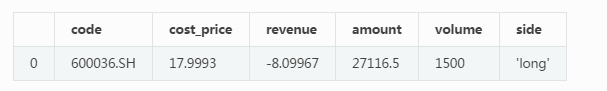 code cost_price revenue amount volume side
0 600036.SH 17.9993 -8.09967 27116.5 1500 'long'